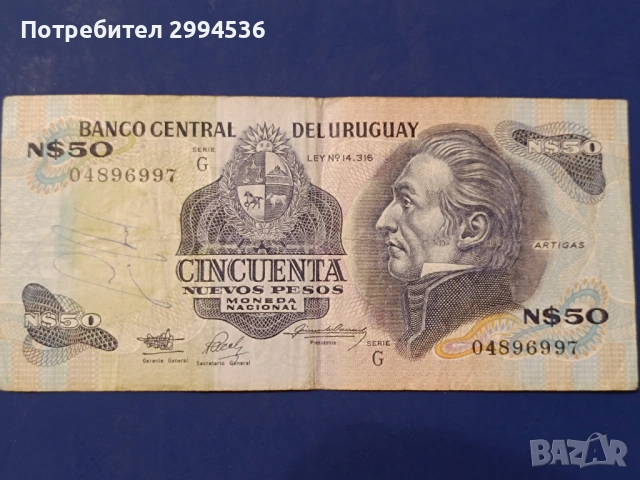 Потребител 2994536
BANCO CENTRAL DEL URUGUAY
N$50
SERIE G
LEY Nº 14.316
N$50
04896997
ARTIGAS
CINCUENTA
NUEVOS PESOS
MONEDA
NACIONAL
N$50
N$50
Gerente General
Secretario General
Presidente
SERIE G
04896997
BAZAR